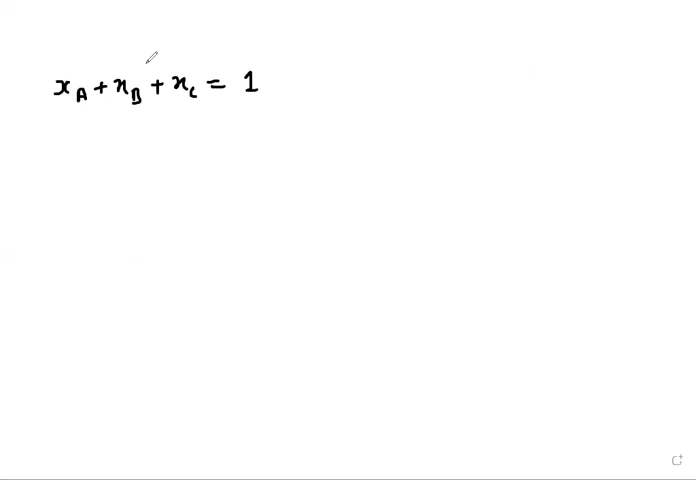 x_A + x_B + x_C = 1